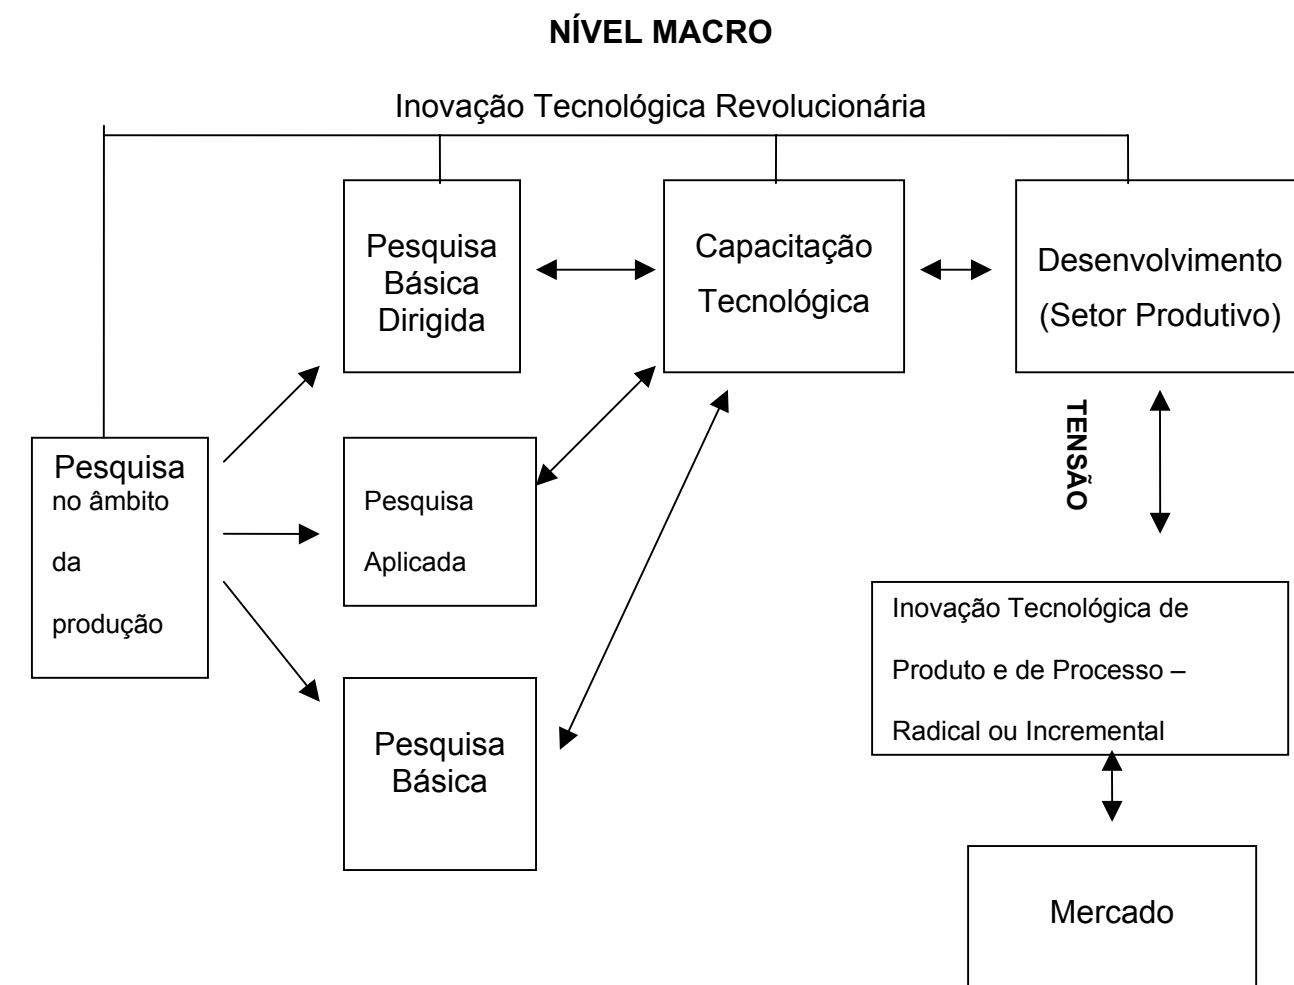 NÍVEL MACRO
Inovação Tecnológica Revolucionária
Pesquisa
Básica
Dirigida
Capacitação
Tecnológica
Desenvolvimento
(Setor Produtivo)
TENSÃO
Pesquisa
no âmbito
da
produção
Pesquisa
Aplicada
Pesquisa
Básica
Inovação Tecnológica de
Produto e de Processo –
Radical ou Incremental
Mercado